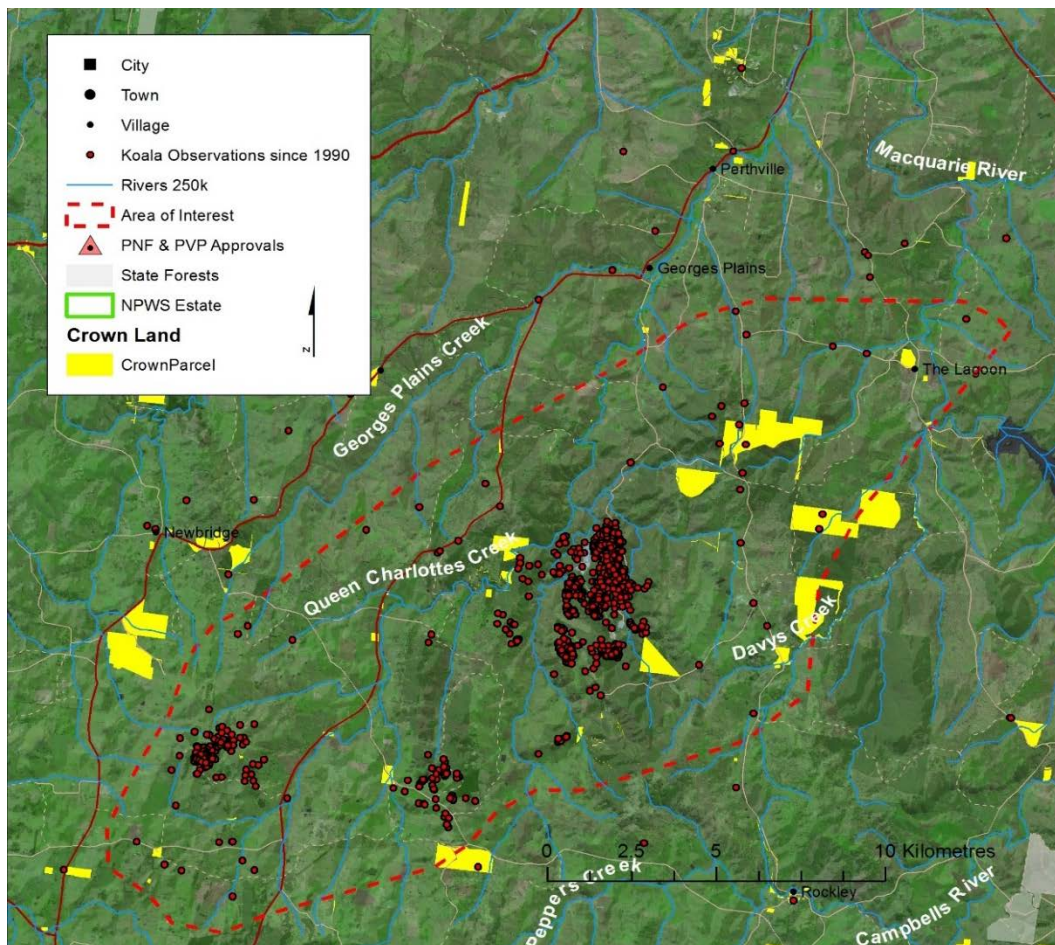 City
Town
Village
Koala Observations since 1990
Rivers 250k
Area of Interest
PNF & PVP Approvals
State Forests
NPWS Estate
Crown Land
CrownParcel
z
Macquarie River
Perthville
Georges Plains
Georges Plains Creek
The Lagoon
Newbridge
Queen Charlottes Creek
Davys Creek
0 2.5 5 10 Kilometres
Peppers Creek
Rockley
Campbells River